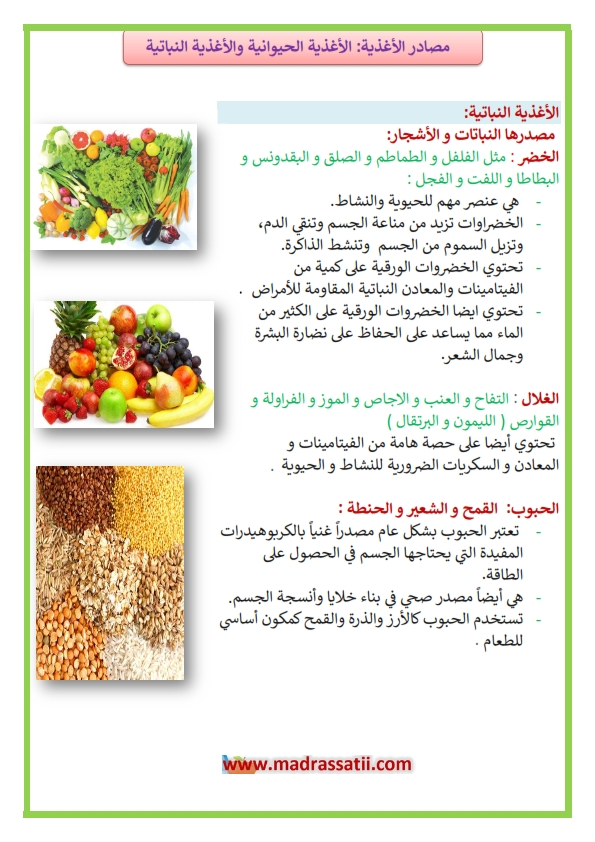 مصادر الأغذية: الأغذية الحيوانية والأغذية النباتية
الأغذية النباتية:
مصدرها النباتات و الأشجار:
الخضر : مثل الفلفل و الطماطم و الصلق و البقدونس و
البطاطا و اللفت و الفجل :
- هي عنصر مهم للحيوية والنشاط.
- الخضراوات تزيد من مناعة الجسم وتنقي الدم،
وتزيل السموم من الجسم وتنشط الذاكرة.
- تحتوي الخضروات الورقية على كمية من
الفيتامينات والمعادن النباتية المقاومة للأمراض .
- تحتوي ايضا الخضروات الورقية على الكثير من
الماء مما يساعد على الحفاظ على نضارة البشرة
وجمال الشعر.
الغلال : التفاح و العنب و الاجاص و الموز و الفراولة و
القوارص ( الليمون و البرتقال )
تحتوي أيضا على حصة هامة من الفيتامينات و
المعادن و السكريات الضرورية للنشاط و الحيوية .
الحبوب: القمح و الشعير و الحنطة :
- تعتبر الحبوب بشكل عام مصدراً غنياً بالكربوهيدرات
المفيدة التي يحتاجها الجسم في الحصول على
الطاقة.
- هي أيضاً مصدر صحي في بناء خلايا وأنسجة الجسم.
- تستخدم الحبوب كالأرز والذرة والقمح كمكون أساسي
للطعام .
www.madrassatii.com